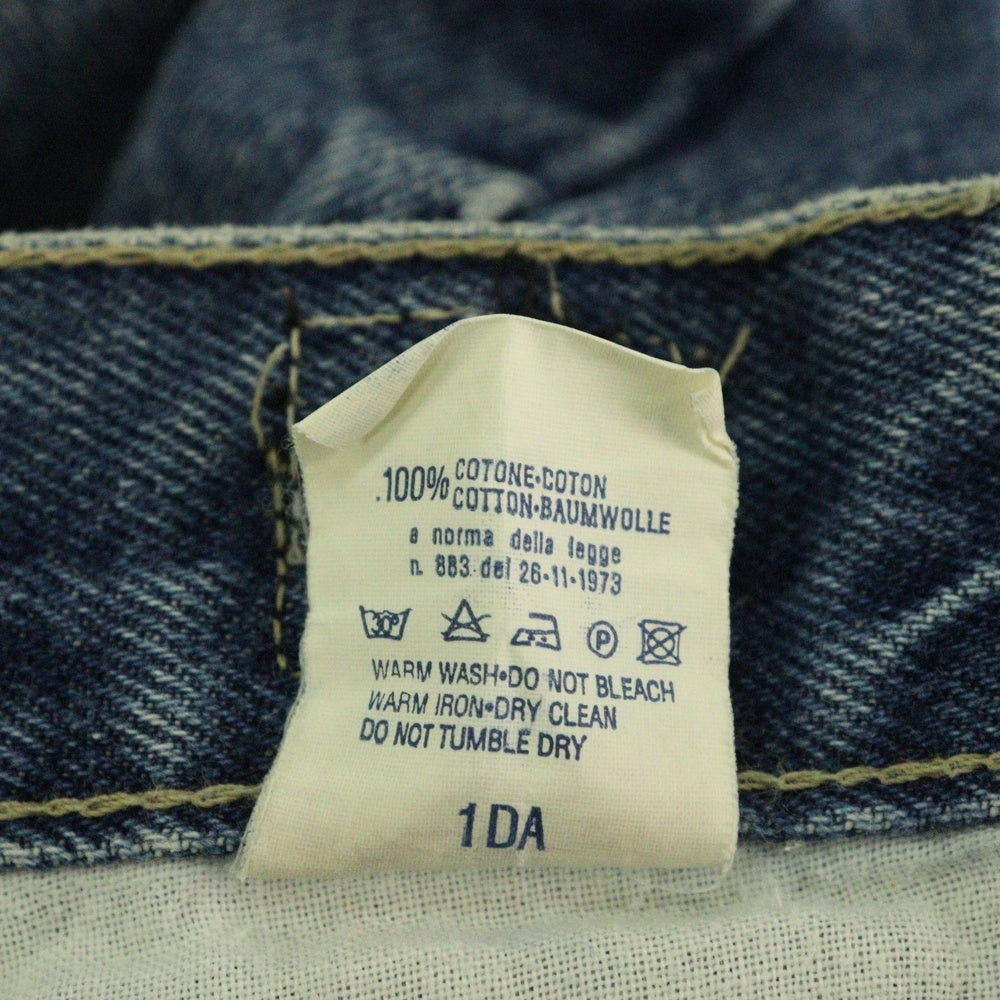 .100% COTONE•COTON
COTTON•BAUMWOLLE
a norma della legge
n. 883 del 26-11-1973
30° P
WARM WASH•DO NOT BLEACH
WARM IRON•DRY CLEAN
DO NOT TUMBLE DRY
1DA